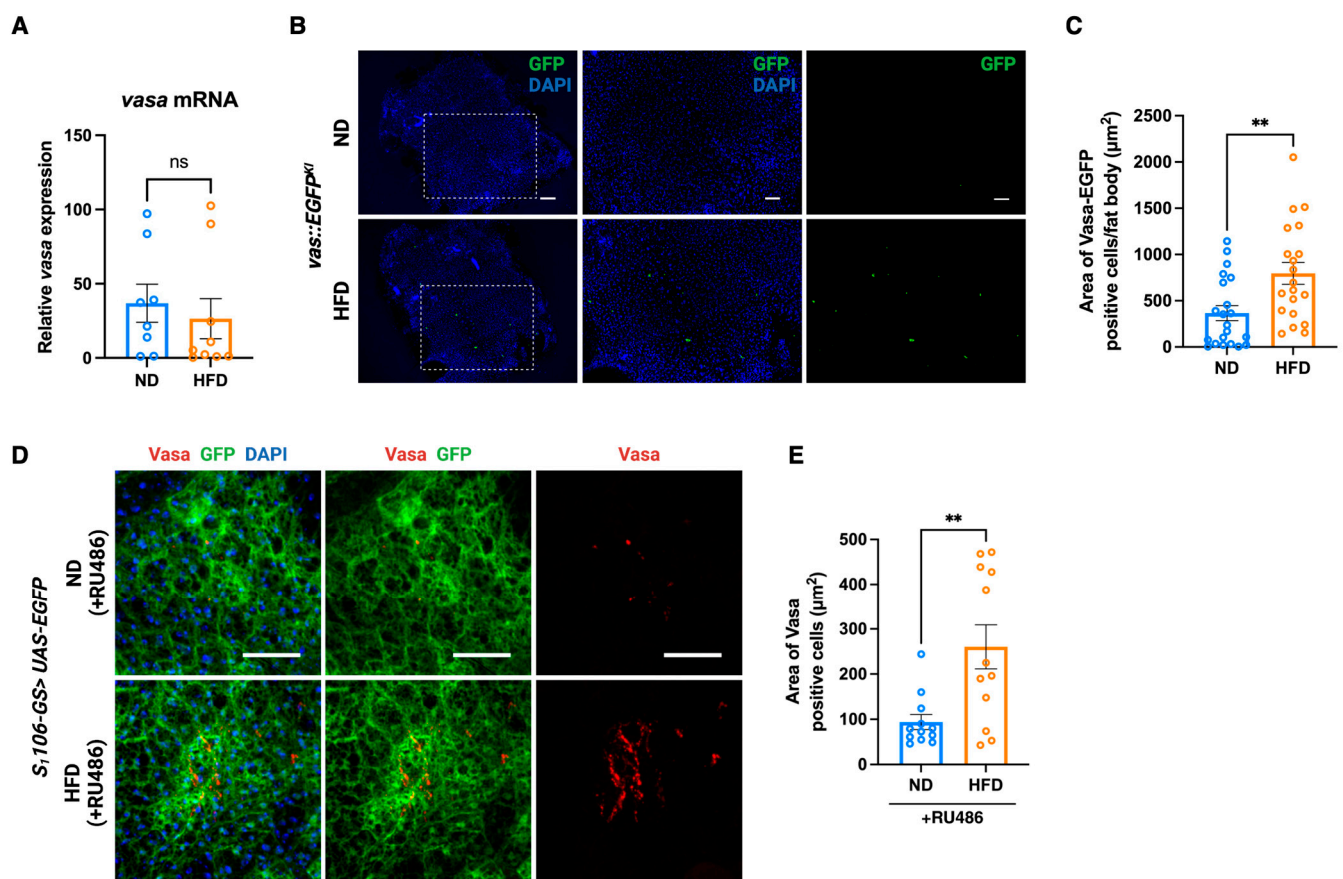 A
vasa mRNA
Relative vasa expression
150
100
50
0
ns
ND
HFD
B
vas::EGFP^KI
ND
HFD
GFP
DAPI
GFP
DAPI
GFP
C
Area of Vasa-EGFP
positive cells/fat body (μm²)
2500
2000
1500
1000
500
0
**
ND
HFD
D
Vasa GFP DAPI
Vasa GFP
Vasa
S₁106-GS> UAS-EGFP
ND
(+RU486)
HFD
(+RU486)
E
Area of Vasa
positive cells (μm²)
500
400
300
200
100
0
**
ND
HFD
+RU486